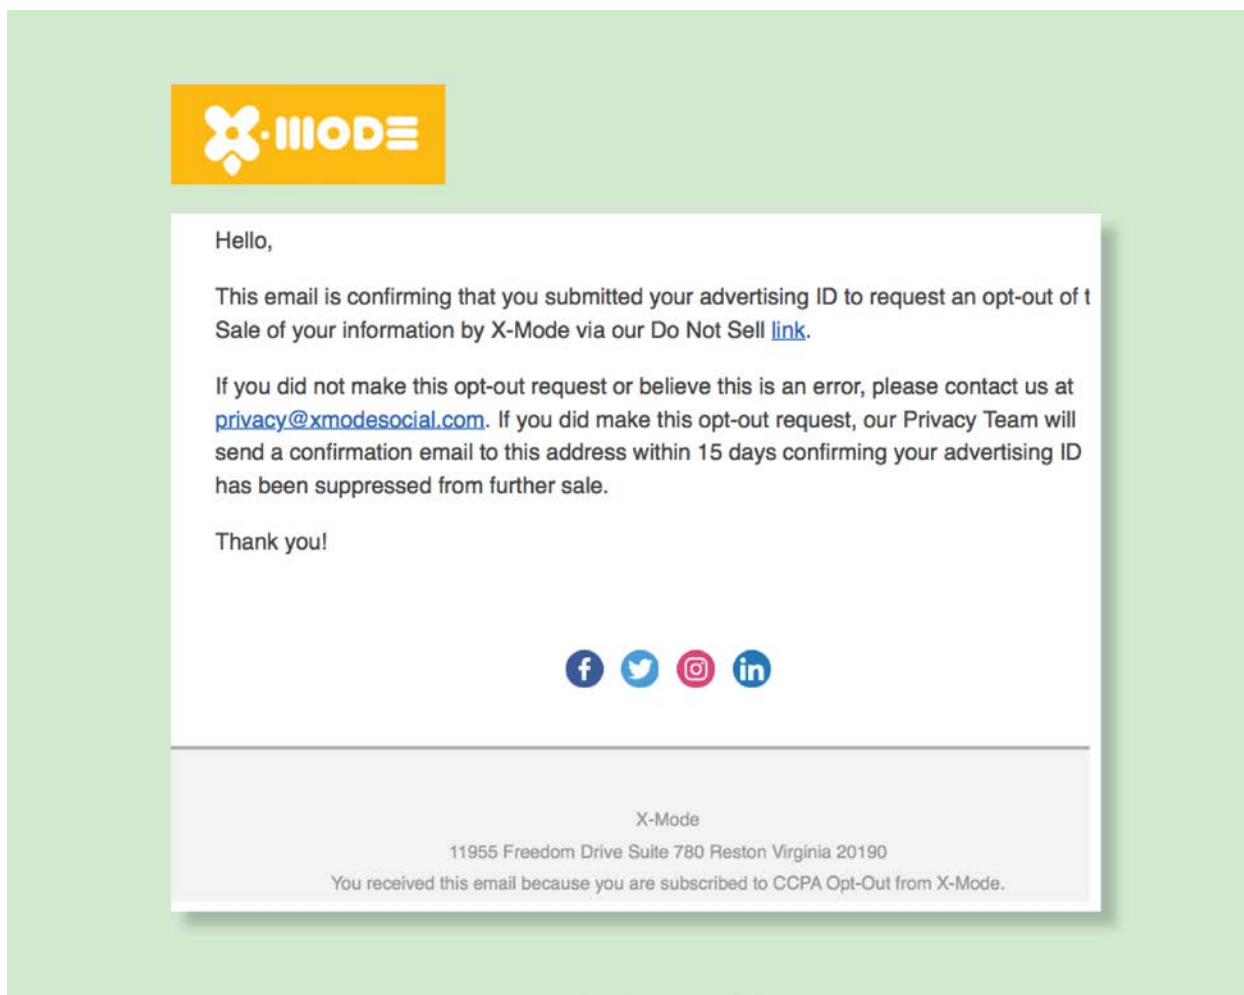 X·MODE
Hello,
This email is confirming that you submitted your advertising ID to request an opt-out of t
Sale of your information by X-Mode via our Do Not Sell link.
If you did not make this opt-out request or believe this is an error, please contact us at
privacy@xmodesocial.com. If you did make this opt-out request, our Privacy Team will
send a confirmation email to this address within 15 days confirming your advertising ID
has been suppressed from further sale.
Thank you!
f in
X-Mode
11955 Freedom Drive Suite 780 Reston Virginia 20190
You received this email because you are subscribed to CCPA Opt-Out from X-Mode.